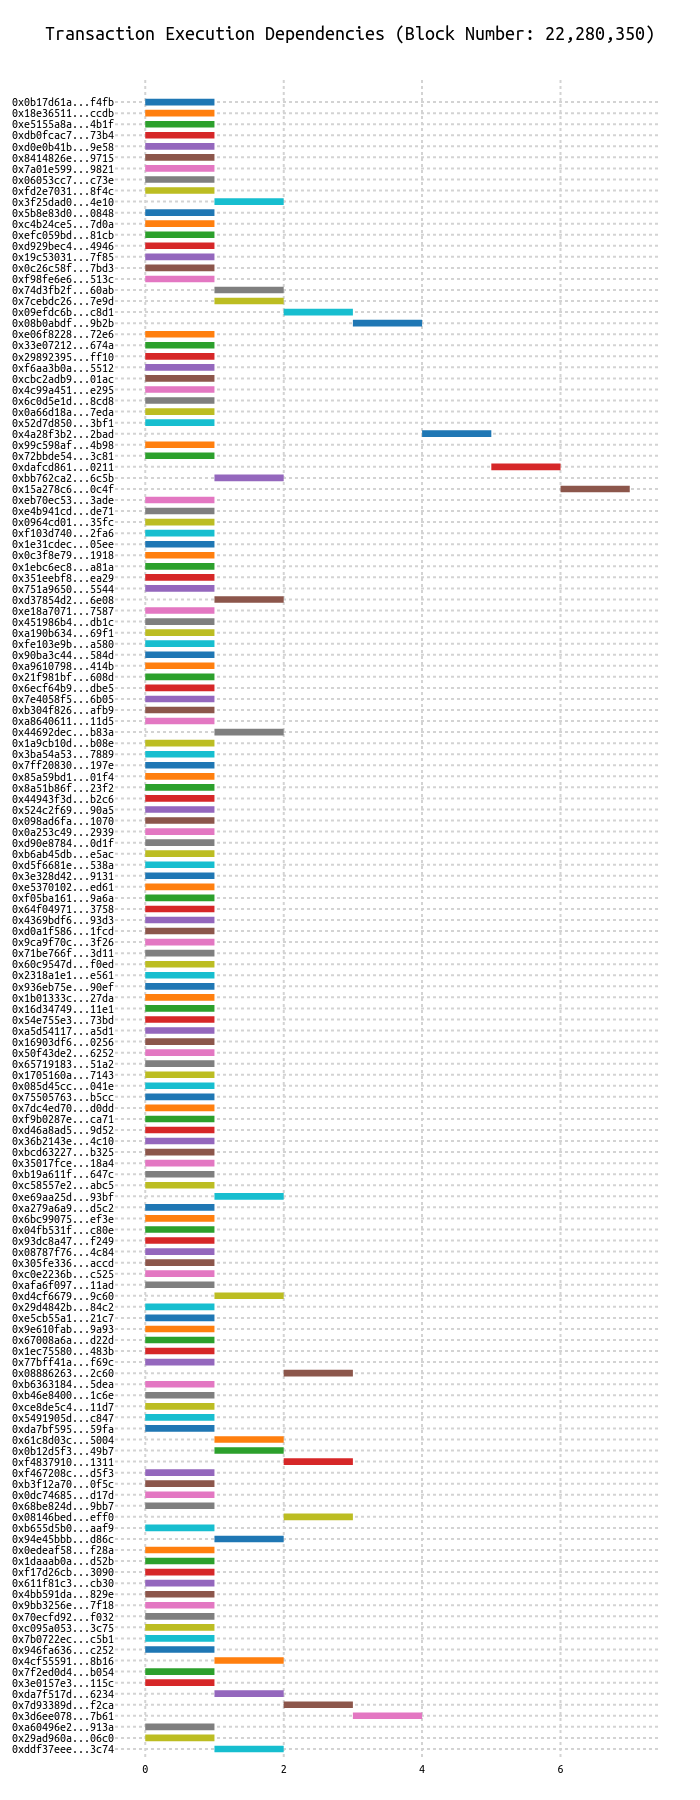 Transaction Execution Dependencies (Block Number: 22,280,350)
0x0b17d61a...f4fb
0x18e36511...ccdb
0xe5155a8a...4b1f
0xdb0fcac7...73b4
0xd0e0b41b...9e58
0x8414826e...9715
0x7a01e599...9821
0x06053cc7...c73e
0xfd2e7031...8f4c
0x3f25dad0...4e10
0x5b8e83d0...0848
0xc4b24ce5...7d0a
0xefc059bd...81cb
0xd929bec4...4946
0x19c53031...7f85
0x0c26c58f...7bd3
0xf98fe6e6...513c
0x74d3fb2f...60ab
0x7cebdc26...7e9d
0x09efdc6b...c8d1
0x08b0abdf...9b2b
0xe06f8228...72e6
0x33e07212...674a
0x29892395...ff10
0xf6aa3b0a...5512
0xcbc2adb9...01ac
0x4c99a451...e295
0x6c0d5e1d...8cd8
0x0a66d18a...7eda
0x52d7d850...3bf1
0x4a28f3b2...2bad
0x99c598af...4b98
0x72bbde54...3c81
0xdafcd861...0211
0xbb762ca2...6c5b
0x15a278c6...0c4f
0xeb70ec53...3ade
0xe4b941cd...de71
0x0964cd01...35fc
0xf103d740...2fa6
0x1e31cdec...05ee
0x0c3f8e79...1918
0x1ebc6ec8...a81a
0x351eebf8...ea29
0x751a9650...5544
0xd37854d2...6e08
0xe18a7071...7587
0x451986b4...db1c
0xa190b634...69f1
0xfe103e9b...a580
0x90ba3c44...584d
0xa9610798...414b
0x21f981bf...608d
0x6ecf64b9...dbe5
0x7e4058f5...6b05
0xb304f826...afb9
0xa8640611...11d5
0x44692dec...b83a
0x1a9cb10d...b08e
0x3ba54a53...7889
0x7ff20830...197e
0x85a59bd1...01f4
0x8a51b86f...23f2
0x44943f3d...b2c6
0x524c2f69...90a5
0x098ad6fa...1070
0x0a253c49...2939
0xd90e8784...0d1f
0xb6ab45db...e5ac
0xd5f6681e...538a
0x3e328d42...9131
0xe5370102...ed61
0xf05ba161...9a6a
0x64f04971...3758
0x4369bdf6...93d3
0xd0a1f586...1fcd
0x9ca9f70c...3f26
0x71be766f...3d11
0x60c9547d...f0ed
0x2318a1e1...e561
0x936eb75e...90ef
0x1b01333c...27da
0x16d34749...11e1
0x54e755e3...73bd
0xa5d54117...a5d1
0x16903df6...0256
0x50f43de2...6252
0x65719183...51a2
0x1705160a...7143
0x085d45cc...041e
0x75505763...b5cc
0x7dc4ed70...d0dd
0xf9b0287e...ca71
0xd46a8ad5...9d52
0x36b2143e...4c10
0xbcd63227...b325
0x35017fce...18a4
0xb19a611f...647c
0xc58557e2...abc5
0xe69aa25d...93bf
0xa279a6a9...d5c2
0x6bc99075...ef3e
0x04fb531f...c80e
0x93dc8a47...f249
0x08787f76...4c84
0x305fe336...accd
0xc0e2236b...c525
0xafa6f097...11ad
0xd4cf6679...9c60
0x29d4842b...84c2
0xe5cb55a1...21c7
0x9e610fab...9a93
0x67008a6a...d22d
0x1ec75580...483b
0x77bff41a...f69c
0x08886263...2c60
0xb6363184...5dea
0xb46e8400...1c6e
0xce8de5c4...11d7
0x5491905d...c847
0xda7bf595...59fa
0x61c8d03c...5004
0x0b12d5f3...49b7
0xf4837910...1311
0xf467208c...d5f3
0xb3f12a70...0f5c
0x0dc74685...d17d
0x68be824d...9bb7
0x08146bed...eff0
0xb655d5b0...aaf9
0x94e45bbb...d86c
0x0edeaf58...f28a
0x1daaab0a...d52b
0xf17d26cb...3090
0x611f81c3...cb30
0x4bb591da...829e
0x9bb3256e...7f18
0x70ecfd92...f032
0xc095a053...3c75
0x7b0722ec...c5b1
0x946fa636...c252
0x4cf55591...8b16
0x7f2ed0d4...b054
0x3e0157e3...115c
0xda7f517d...6234
0x7d93389d...f2ca
0x3d6ee078...7b61
0xa60496e2...913a
0x29ad960a...06c0
0xddf37eee...3c74
0 2 4 6